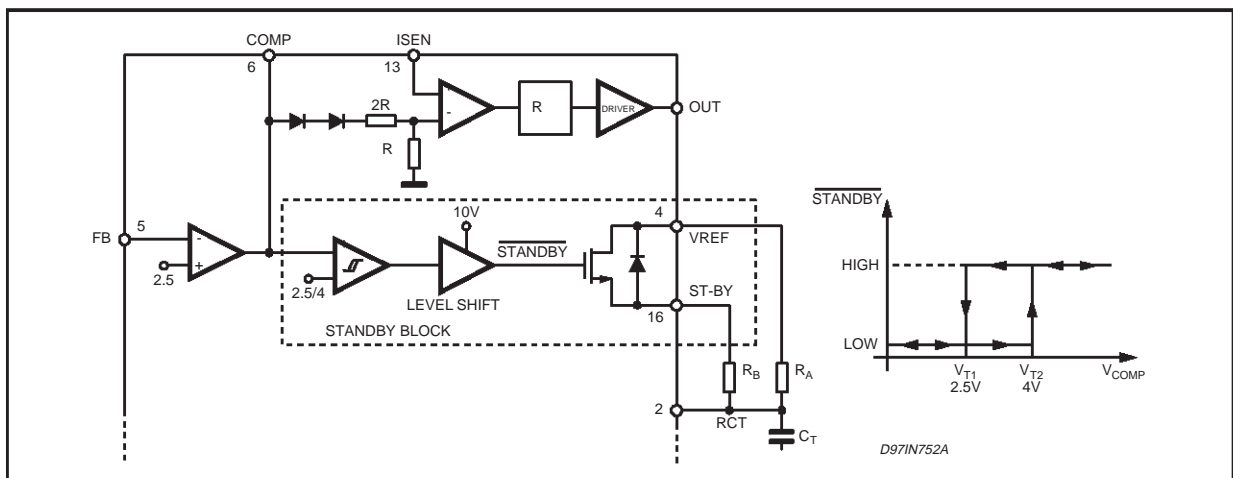 COMP
ISEN
6
13
2R
R
R
DRIVER
OUT
FB
5
2.5
10V
STANDBY
4
VREF
2.5/4
LEVEL SHIFT
ST-BY
16
STANDBY BLOCK
RB
RA
2
RCT
CT
STANDBY
HIGH
LOW
VT1
2.5V
VT2
4V
VCOMP
D97IN752A
+
-
-
+